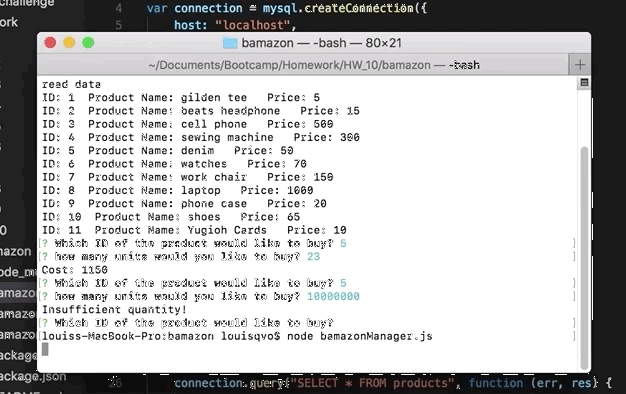 challenge
4 var connection = mysql.createConnection({
host: "localhost",
work
bamazon — -bash — 80×21
~/Documents/Bootcamp/Homework/HW_10/bamazon — -bash
read data
ID: 1 Product Name: gilden tee Price: 5
ID: 2 Product Name: beats headphone Price: 15
ID: 3 Product Name: cell phone Price: 500
ID: 4 Product Name: sewing machine Price: 300
ID: 5 Product Name: denim Price: 50
ID: 6 Product Name: watches Price: 70
ID: 7 Product Name: work chair Price: 150
ID: 8 Product Name: laptop Price: 1000
ID: 9 Product Name: phone case Price: 20
ID: 10 Product Name: shoes Price: 65
ID: 11 Product Name: Yugioh Cards Price: 10
? Which ID of the product would like to buy? 5
? how many units would you like to buy? 23
Cost: 1150
? Which ID of the product would like to buy? 5
? how many units would you like to buy? 10000000
Insufficient quantity!
? Which ID of the product would like to buy?
louiss-MacBook-Pro:bamazon louisqvo$ node bamazonManager.js
amazon
ode_mo
bamazo
bamazo
bamazo
package
package.json
36 connection.query("SELECT * FROM products", function (err, res) {